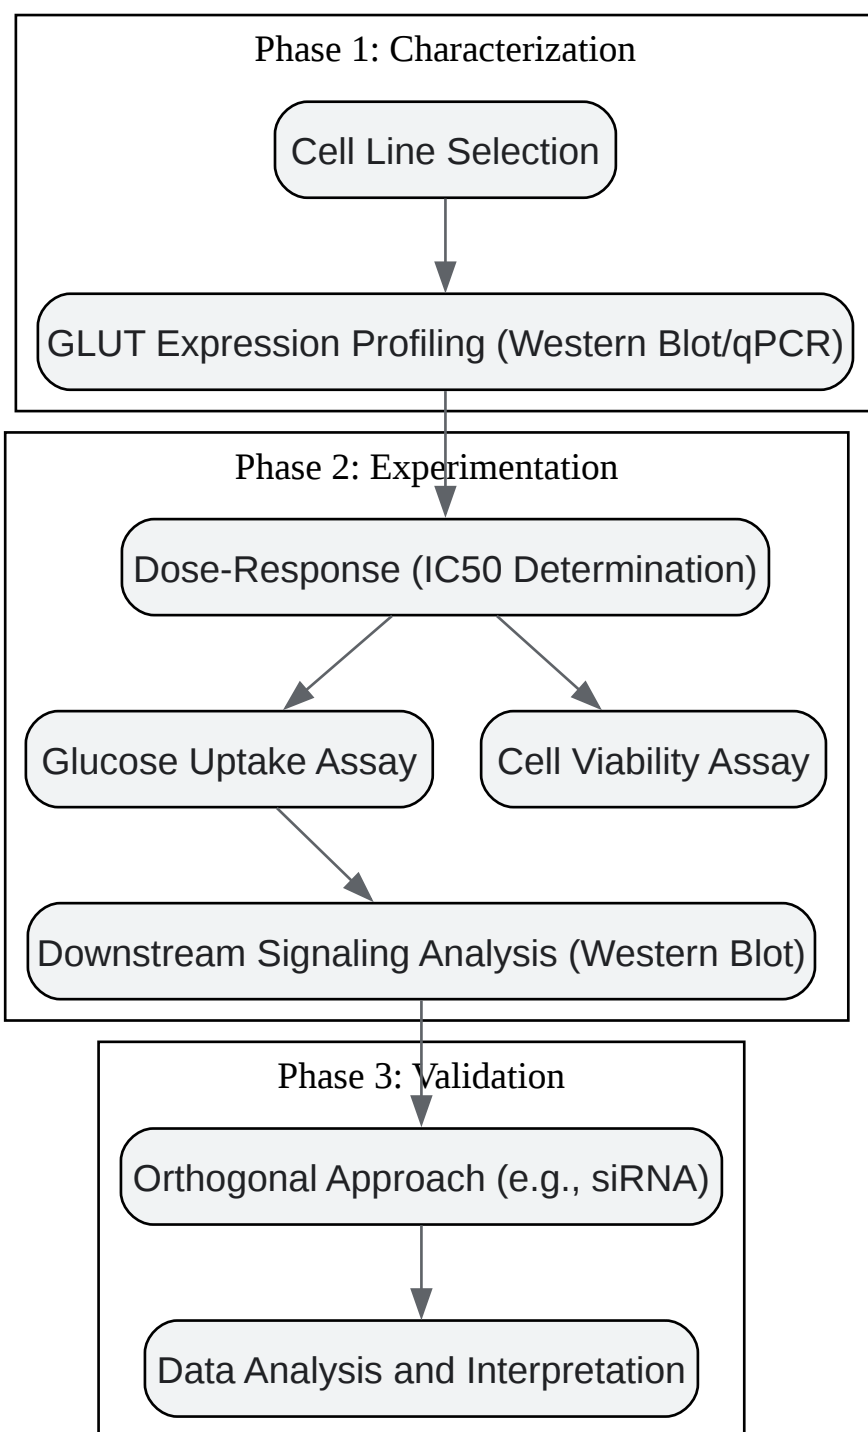 Phase 1: Characterization
Cell Line Selection
GLUT Expression Profiling (Western Blot/qPCR)
Phase 2: Experimentation
Dose-Response (IC50 Determination)
Glucose Uptake Assay
Cell Viability Assay
Downstream Signaling Analysis (Western Blot)
Phase 3: Validation
Orthogonal Approach (e.g., siRNA)
Data Analysis and Interpretation